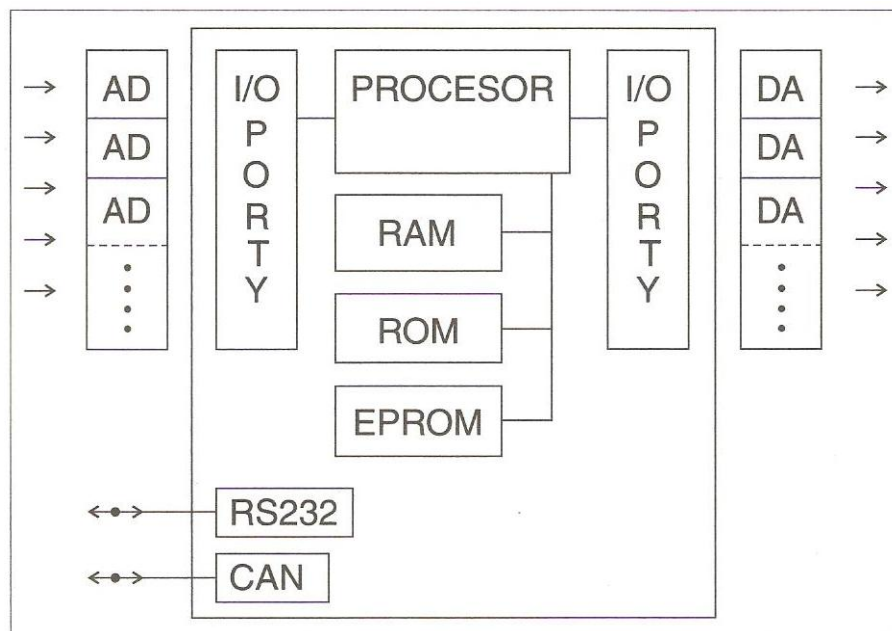 AD
AD
AD
I/O
PORTY
PROCESOR
RAM
ROM
EPROM
I/O
PORTY
DA
DA
DA
RS232
CAN